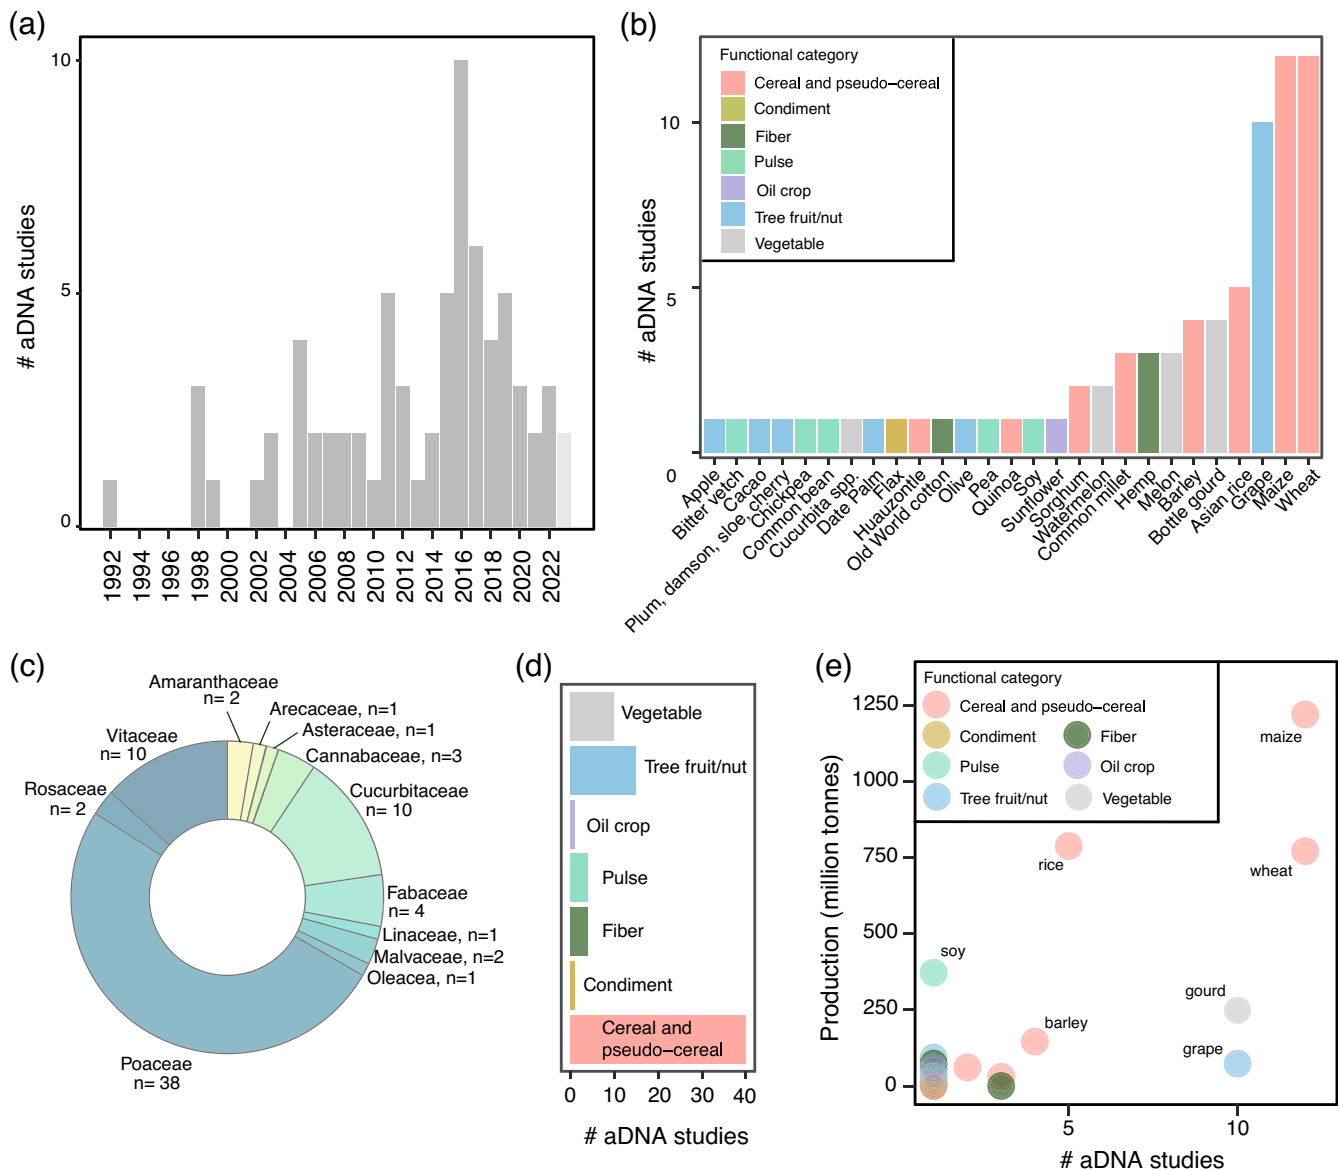 (a)
# aDNA studies
10
5
0
1992
1994
1996
1998
2000
2002
2004
2006
2008
2010
2012
2014
2016
2018
2020
2022
(b)
# aDNA studies
10
5
0
Functional category
Cereal and pseudo–cereal
Condiment
Fiber
Pulse
Oil crop
Tree fruit/nut
Vegetable
Apple
Bitter vetch
Cacao
Plum, damson, sloe, cherry
Chickpea
Common bean
Cucurbita spp.
Date Palm
Flax
Huauzontle
Old World cotton
Olive
Pea
Quinoa
Soy
Sunflower
Sorghum
Watermelon
Common millet
Hemp
Melon
Barley
Bottle gourd
Asian rice
Grape
Maize
Wheat
(c)
Amaranthaceae
n= 2
Arecaceae, n=1
Asteraceae, n=1
Cannabaceae, n=3
Cucurbitaceae
n= 10
Fabaceae
n= 4
Linaceae, n=1
Malvaceae, n=2
Oleacea, n=1
Poaceae
n= 38
Rosaceae
n= 2
Vitaceae
n= 10
(d)
Vegetable
Tree fruit/nut
Oil crop
Pulse
Fiber
Condiment
Cereal and
pseudo–cereal
0 10 20 30 40
# aDNA studies
(e)
Production (million tonnes)
1250
1000
750
500
250
0
Functional category
Cereal and pseudo–cereal
Condiment Fiber
Pulse Oil crop
Tree fruit/nut Vegetable
maize
rice
wheat
soy
gourd
barley
grape
5 10
# aDNA studies